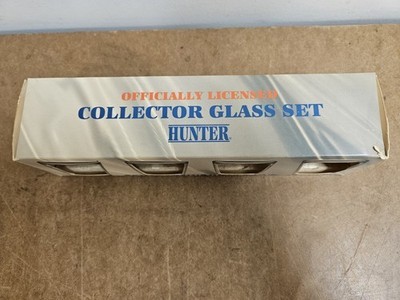 OFFICIALLY LICENSED
COLLECTOR GLASS SET
HUNTER